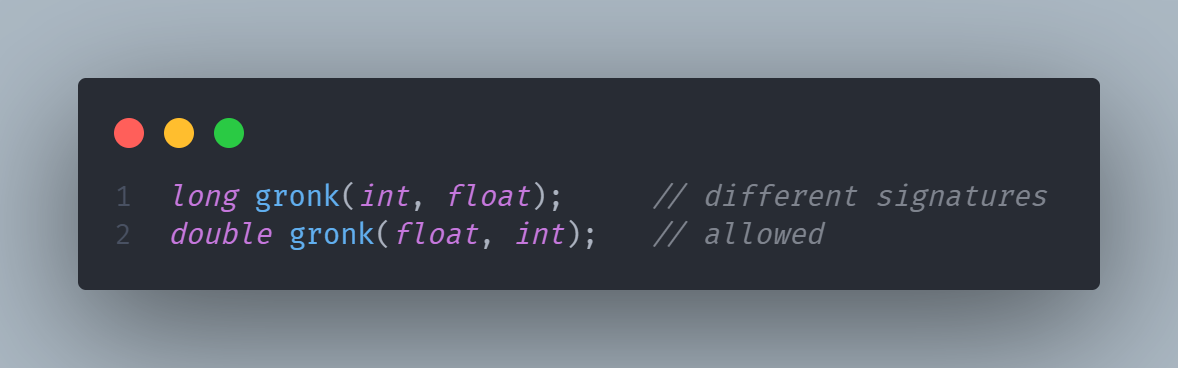 1 long gronk(int, float); // different signatures
2 double gronk(float, int); // allowed